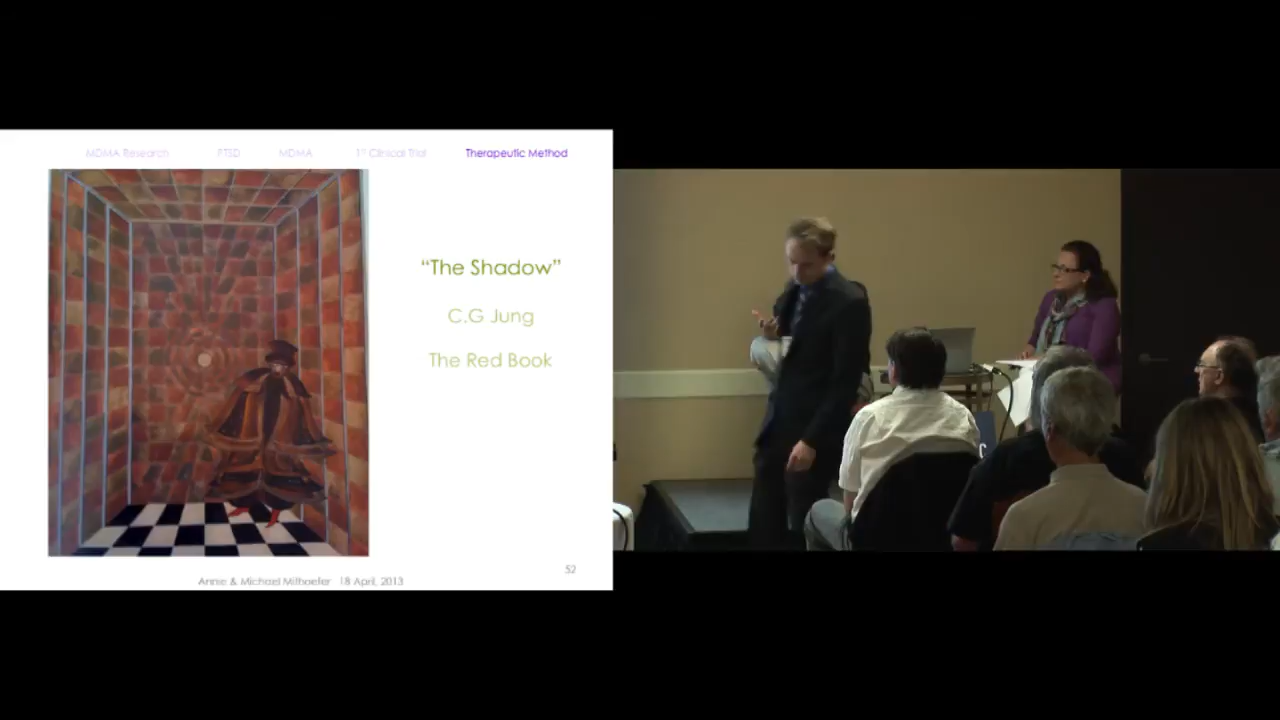 MDMA Research PTSD MDMA 1st Clinical Trial Therapeutic Method
“The Shadow”
C.G Jung
The Red Book
52
Annie & Michael Mithoefer 18 April, 2013